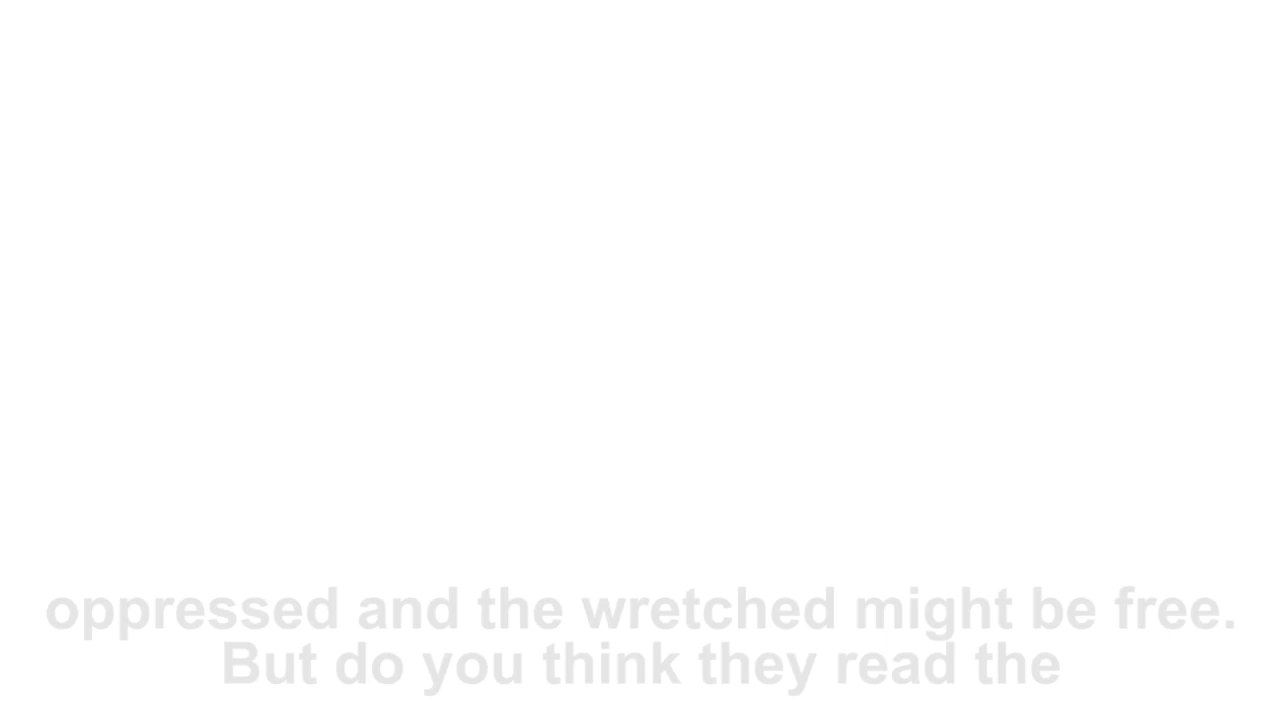 oppressed and the wretched might be free.
But do you think they read the